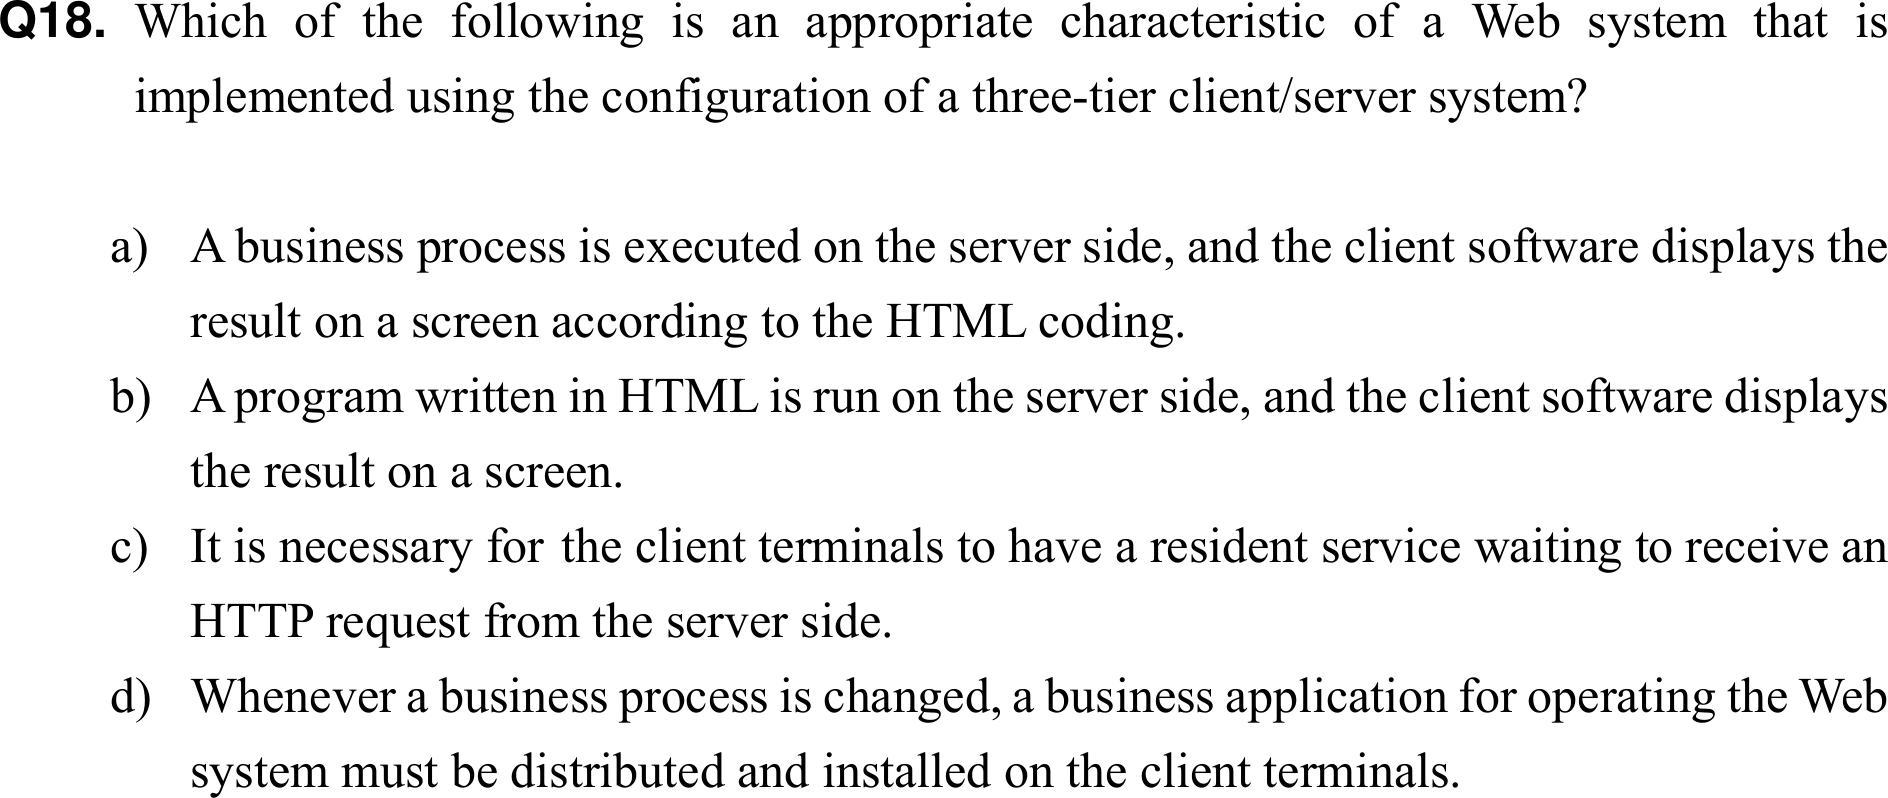 Q18. Which of the following is an appropriate characteristic of a Web system that is
implemented using the configuration of a three-tier client/server system?
a) A business process is executed on the server side, and the client software displays the
result on a screen according to the HTML coding.
b) A program written in HTML is run on the server side, and the client software displays
the result on a screen.
c) It is necessary for the client terminals to have a resident service waiting to receive an
HTTP request from the server side.
d) Whenever a business process is changed, a business application for operating the Web
system must be distributed and installed on the client terminals.